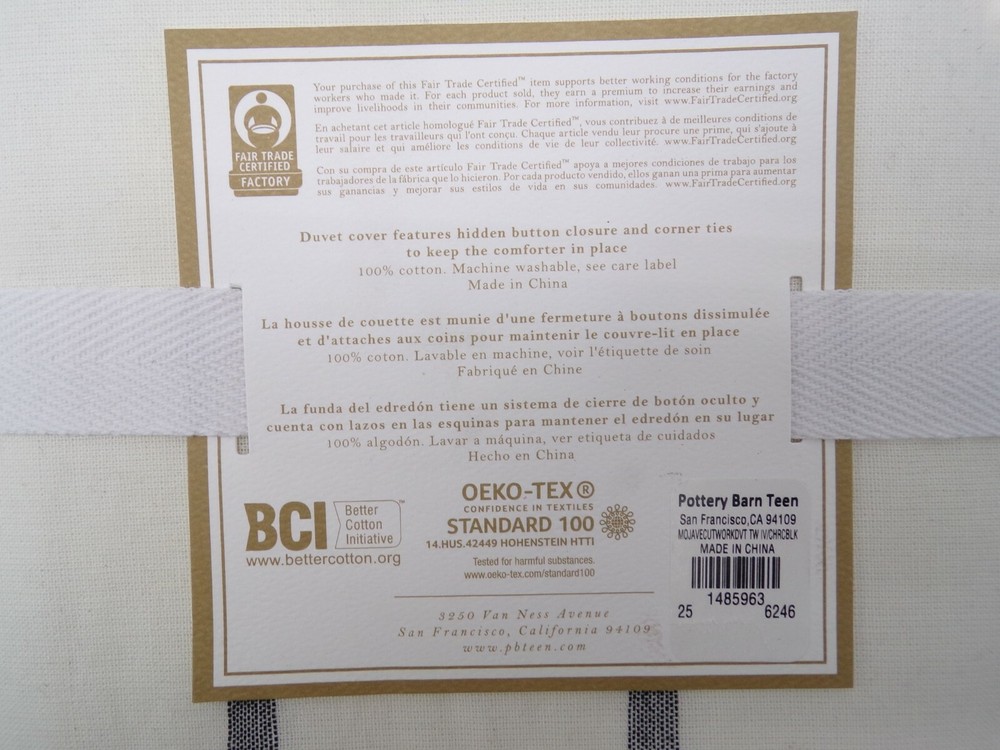 FAIR TRADE
CERTIFIED
FACTORY
Your purchase of this Fair Trade Certified™ item supports better working conditions for the factory
workers who made it. For each product sold, they earn a premium to increase their earnings and
improve livelihoods in their communities. For more information, visit www.FairTradeCertified.org
En achetant cet article homologué Fair Trade Certified™, vous contribuez à de meilleures conditions de
travail pour les travailleurs qui l'ont conçu. Chaque article vendu leur procure une prime, qui s'ajoute à
leur salaire et qui améliore les conditions de vie de leur collectivité. www.FairTradeCertified.org
Con su compra de este artículo Fair Trade Certified™ apoya a mejores condiciones de trabajo para los
trabajadores de la fábrica que lo hicieron. Por cada producto vendido, ellos ganan una prima para aumentar
sus ganancias y mejorar sus estilos de vida en sus comunidades. www.FairTradeCertified.org
Duvet cover features hidden button closure and corner ties
to keep the comforter in place
100% cotton. Machine washable, see care label
Made in China
La housse de couette est munie d'une fermeture à boutons dissimulée
et d'attaches aux coins pour maintenir le couvre-lit en place
100% coton. Lavable en machine, voir l'étiquette de soin
Fabriqué en Chine
La funda del edredón tiene un sistema de cierre de botón oculto y
cuenta con lazos en las esquinas para mantener el edredón en su lugar
100% algodón. Lavar a máquina, ver etiqueta de cuidados
Hecho en China
BCI
Better
Cotton
Initiative™
www.bettercotton.org
OEKO-TEX®
CONFIDENCE IN TEXTILES
STANDARD 100
14.HUS.42449 HOHENSTEIN HTTI
Tested for harmful substances.
www.oeko-tex.com/standard100
3250 Van Ness Avenue
San Francisco, California 94109
www.pbteen.com
Pottery Barn Teen
San Francisco,CA 94109
MOJAVECUTWORKDVT TW IV/CHRCBLK
MADE IN CHINA
1485963
25 6246